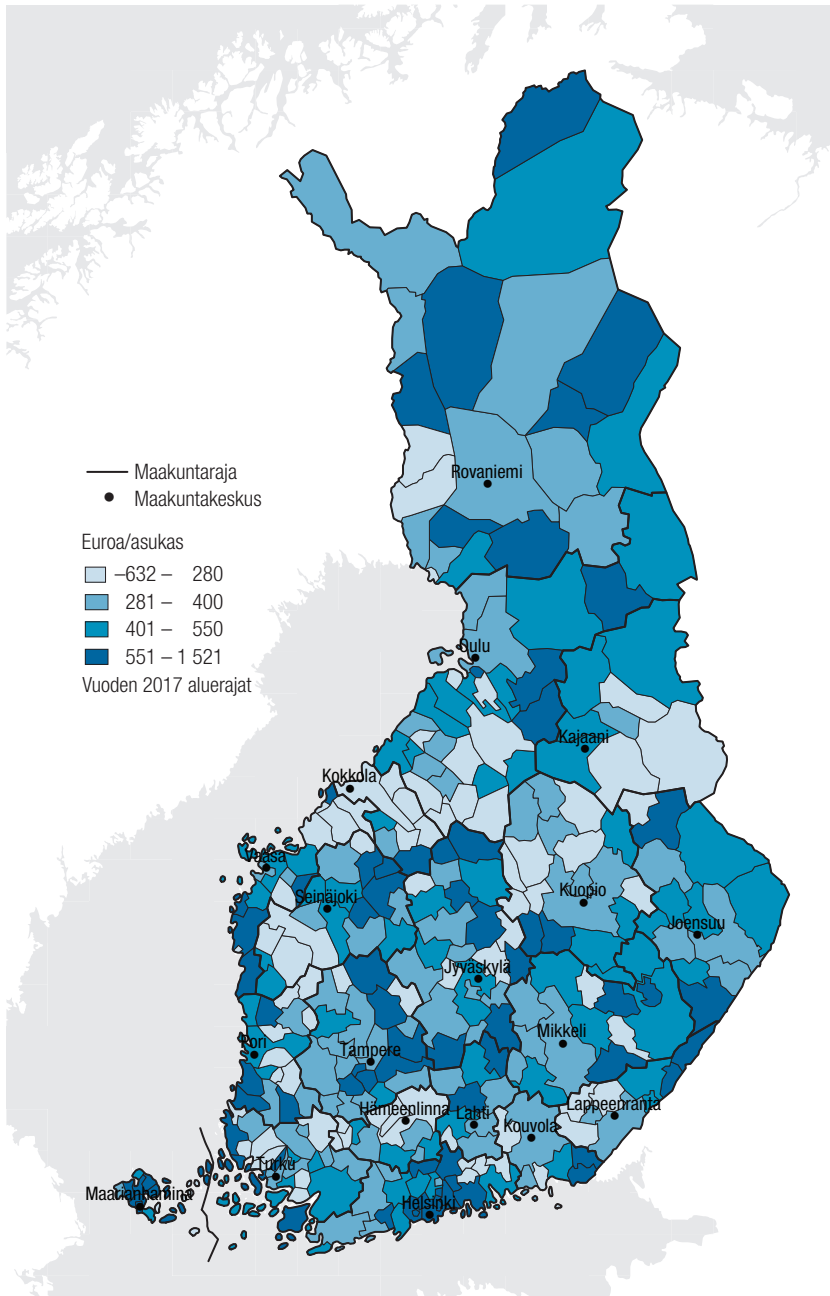 Maakuntaraja
Maakuntakeskus
Euroa/asukas
–632 – 280
281 – 400
401 – 550
551 – 1 521
Vuoden 2017 aluerajat
Rovaniemi
Oulu
Kajaani
Kokkola
Vaasa
Seinäjoki
Kuopio
Joensuu
Jyväskylä
Mikkeli
Pori
Tampere
Hämeenlinna
Lahti
Kouvola
Lappeenranta
Turku
Maarianhamina
Helsinki